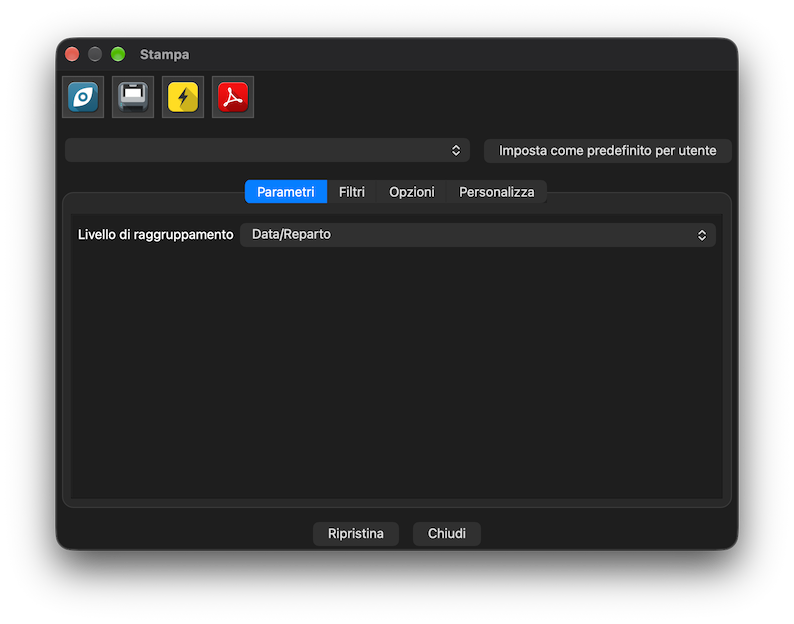 Stampa
Imposta come predefinito per utente
Parametri Filtri Opzioni Personalizza
Livello di raggruppamento Data/Reparto
Ripristina Chiudi